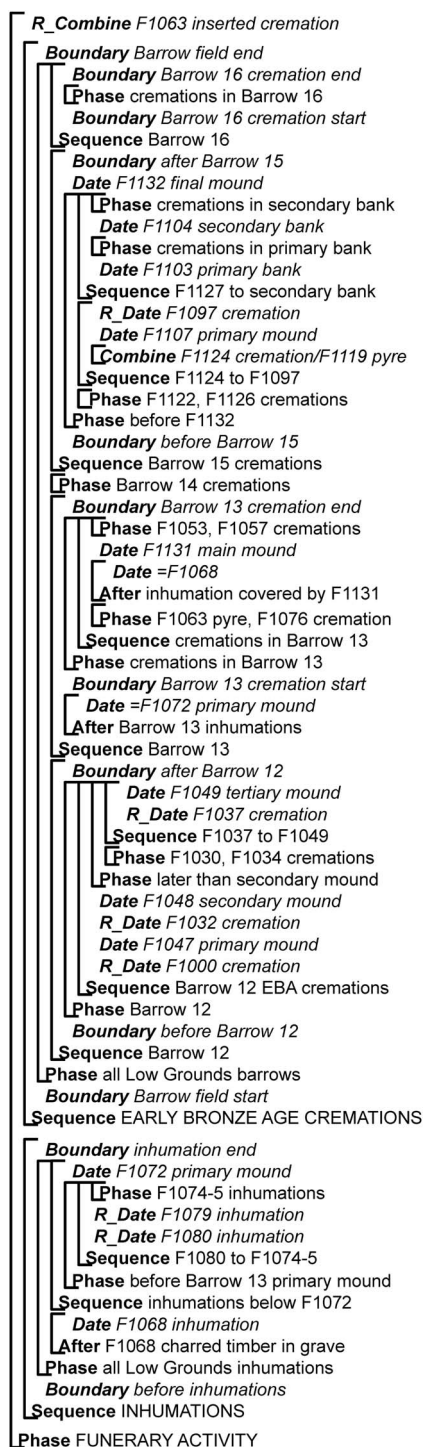 R_Combine F1063 inserted cremation
Boundary Barrow field end
Boundary Barrow 16 cremation end
Phase cremations in Barrow 16
Boundary Barrow 16 cremation start
Sequence Barrow 16
Boundary after Barrow 15
Date F1132 final mound
Phase cremations in secondary bank
Date F1104 secondary bank
Phase cremations in primary bank
Date F1103 primary bank
Sequence F1127 to secondary bank
R_Date F1097 cremation
Date F1107 primary mound
Combine F1124 cremation/F1119 pyre
Sequence F1124 to F1097
Phase F1122, F1126 cremations
Phase before F1132
Boundary before Barrow 15
Sequence Barrow 15 cremations
Phase Barrow 14 cremations
Boundary Barrow 13 cremation end
Phase F1053, F1057 cremations
Date F1131 main mound
Date =F1068
After inhumation covered by F1131
Phase F1063 pyre, F1076 cremation
Sequence cremations in Barrow 13
Phase cremations in Barrow 13
Boundary Barrow 13 cremation start
Date =F1072 primary mound
After Barrow 13 inhumations
Sequence Barrow 13
Boundary after Barrow 12
Date F1049 tertiary mound
R_Date F1037 cremation
Sequence F1037 to F1049
Phase F1030, F1034 cremations
Phase later than secondary mound
Date F1048 secondary mound
R_Date F1032 cremation
Date F1047 primary mound
R_Date F1000 cremation
Sequence Barrow 12 EBA cremations
Phase Barrow 12
Boundary before Barrow 12
Sequence Barrow 12
Phase all Low Grounds barrows
Boundary Barrow field start
Sequence EARLY BRONZE AGE CREMATIONS
Boundary inhumation end
Date F1072 primary mound
Phase F1074-5 inhumations
R_Date F1079 inhumation
R_Date F1080 inhumation
Sequence F1080 to F1074-5
Phase before Barrow 13 primary mound
Sequence inhumations below F1072
Date F1068 inhumation
After F1068 charred timber in grave
Phase all Low Grounds inhumations
Boundary before inhumations
Sequence INHUMATIONS
Phase FUNERARY ACTIVITY